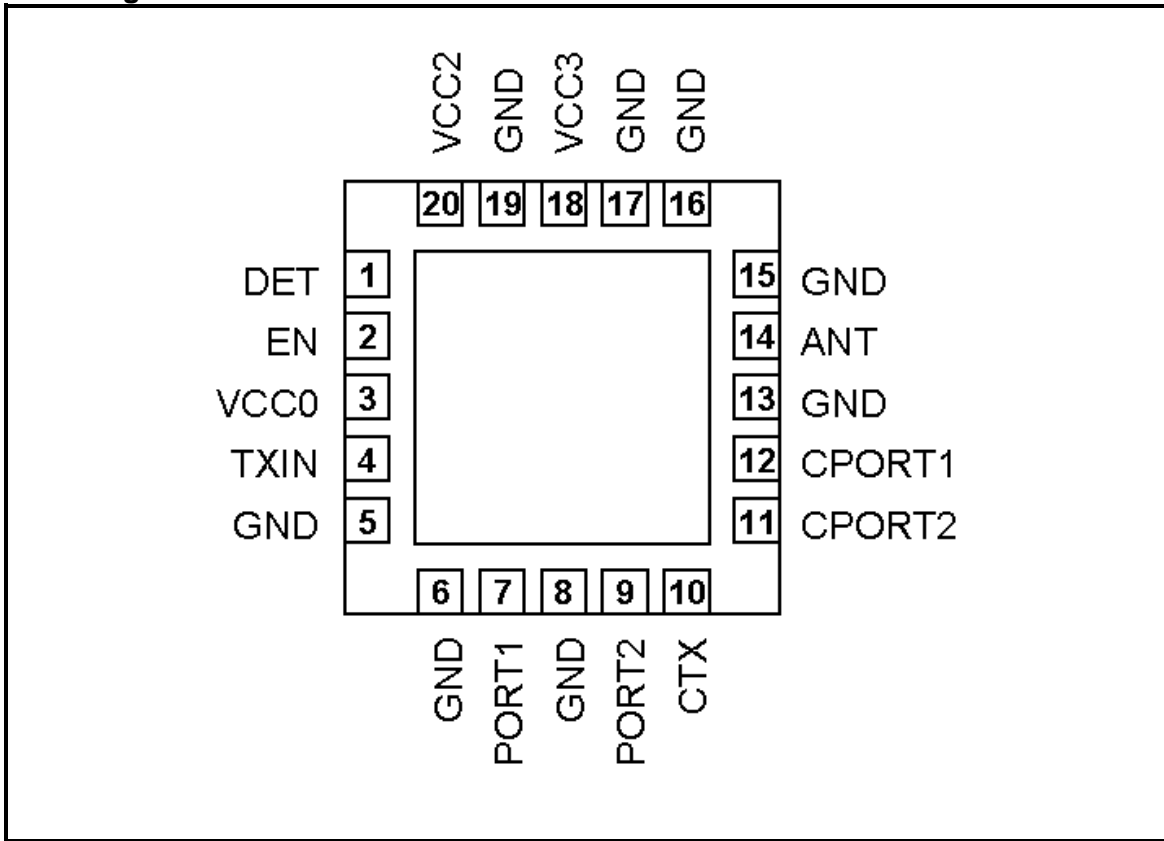 VCC2 GND VCC3 GND GND
20 19 18 17 16
DET 1 15 GND
EN 2 14 ANT
VCC0 3 13 GND
TXIN 4 12 CPORT1
GND 5 11 CPORT2
6 7 8 9 10
GND PORT1 GND PORT2 CTX